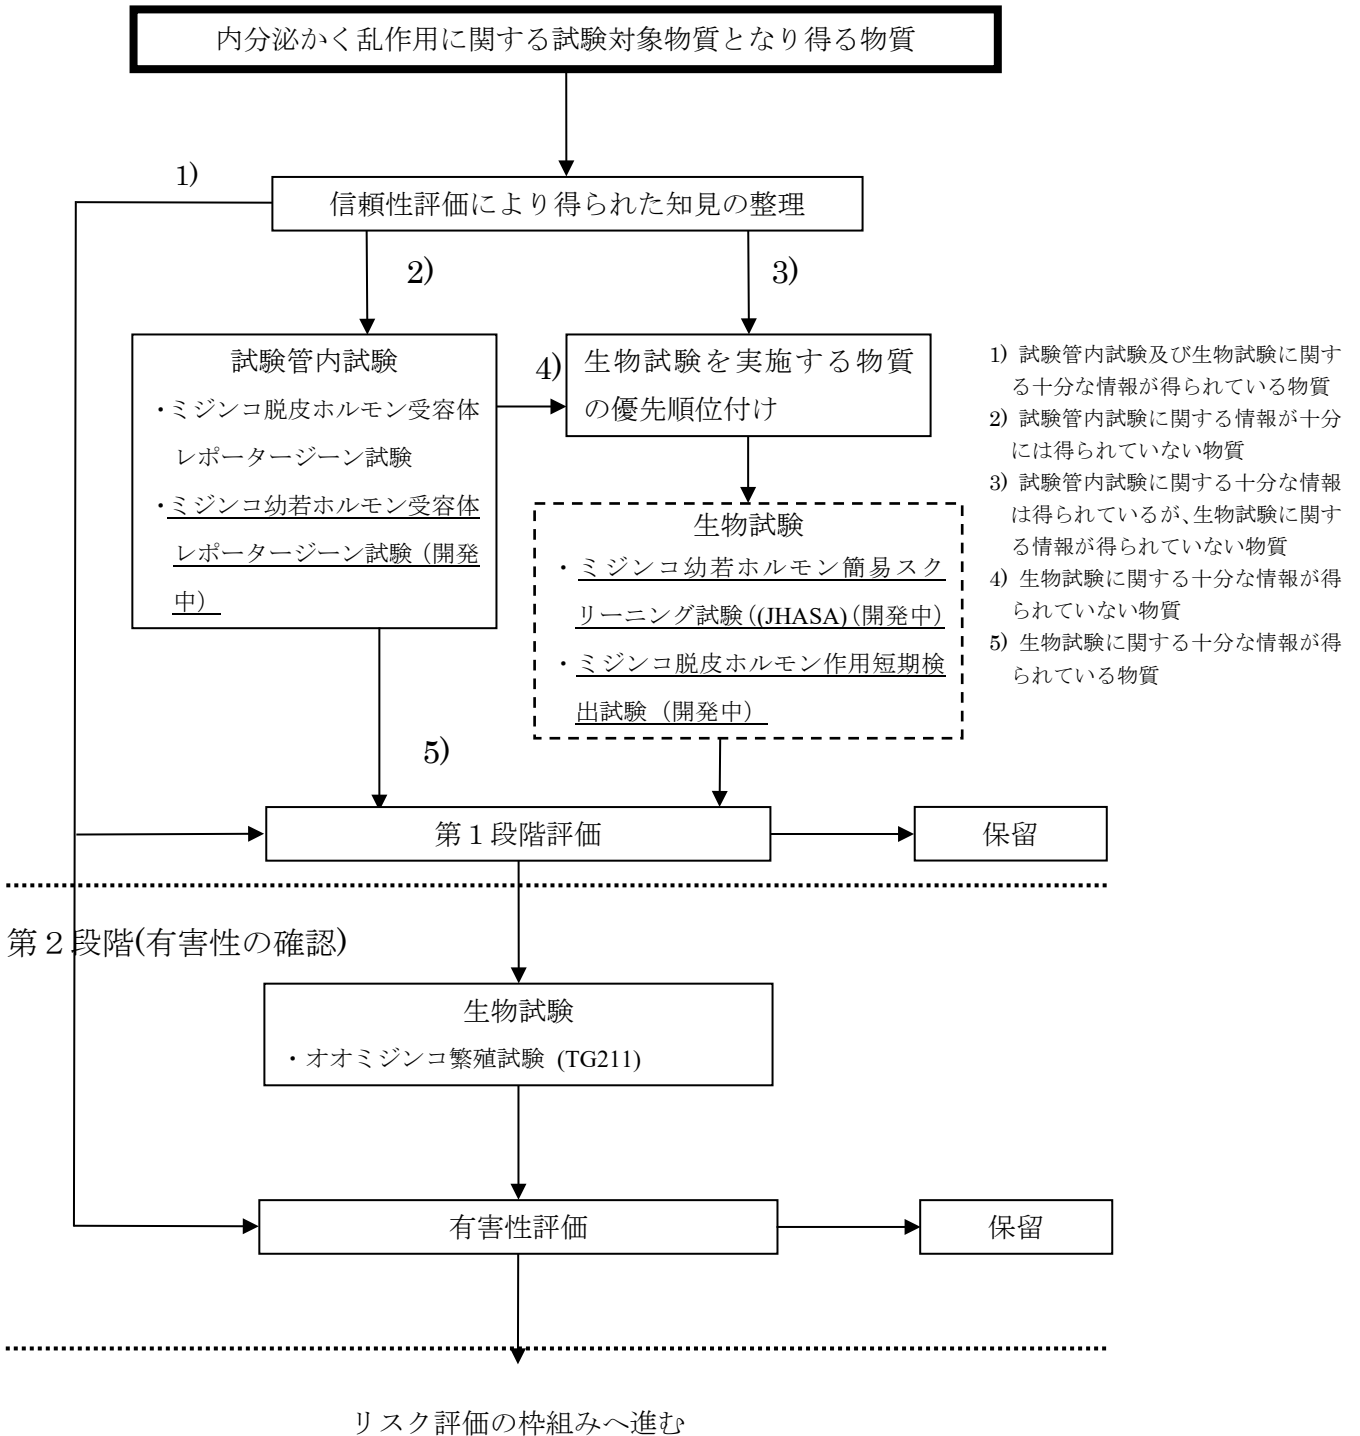 内分泌かく乱作用に関する試験対象物質となり得る物質
1)
信頼性評価により得られた知見の整理
2)
3)
試験管内試験
・ミジンコ脱皮ホルモン受容体
レポータージーン試験
・ミジンコ幼若ホルモン受容体
レポータージーン試験（開発
中）
4)
生物試験を実施する物質
の優先順位付け
生物試験
・ミジンコ幼若ホルモン簡易スク
リーニング試験（(JHASA)（開発中）
・ミジンコ脱皮ホルモン作用短期検
出試験（開発中）
1) 試験管内試験及び生物試験に関す
る十分な情報が得られている物質
2) 試験管内試験に関する情報が十分
には得られていない物質
3) 試験管内試験に関する十分な情報
は得られているが、生物試験に関す
る情報が得られていない物質
4) 生物試験に関する十分な情報が得
られていない物質
5) 生物試験に関する十分な情報が得
られている物質
5)
第１段階評価
保留
第２段階(有害性の確認)
生物試験
・オオミジンコ繁殖試験 (TG211)
有害性評価
保留
リスク評価の枠組みへ進む